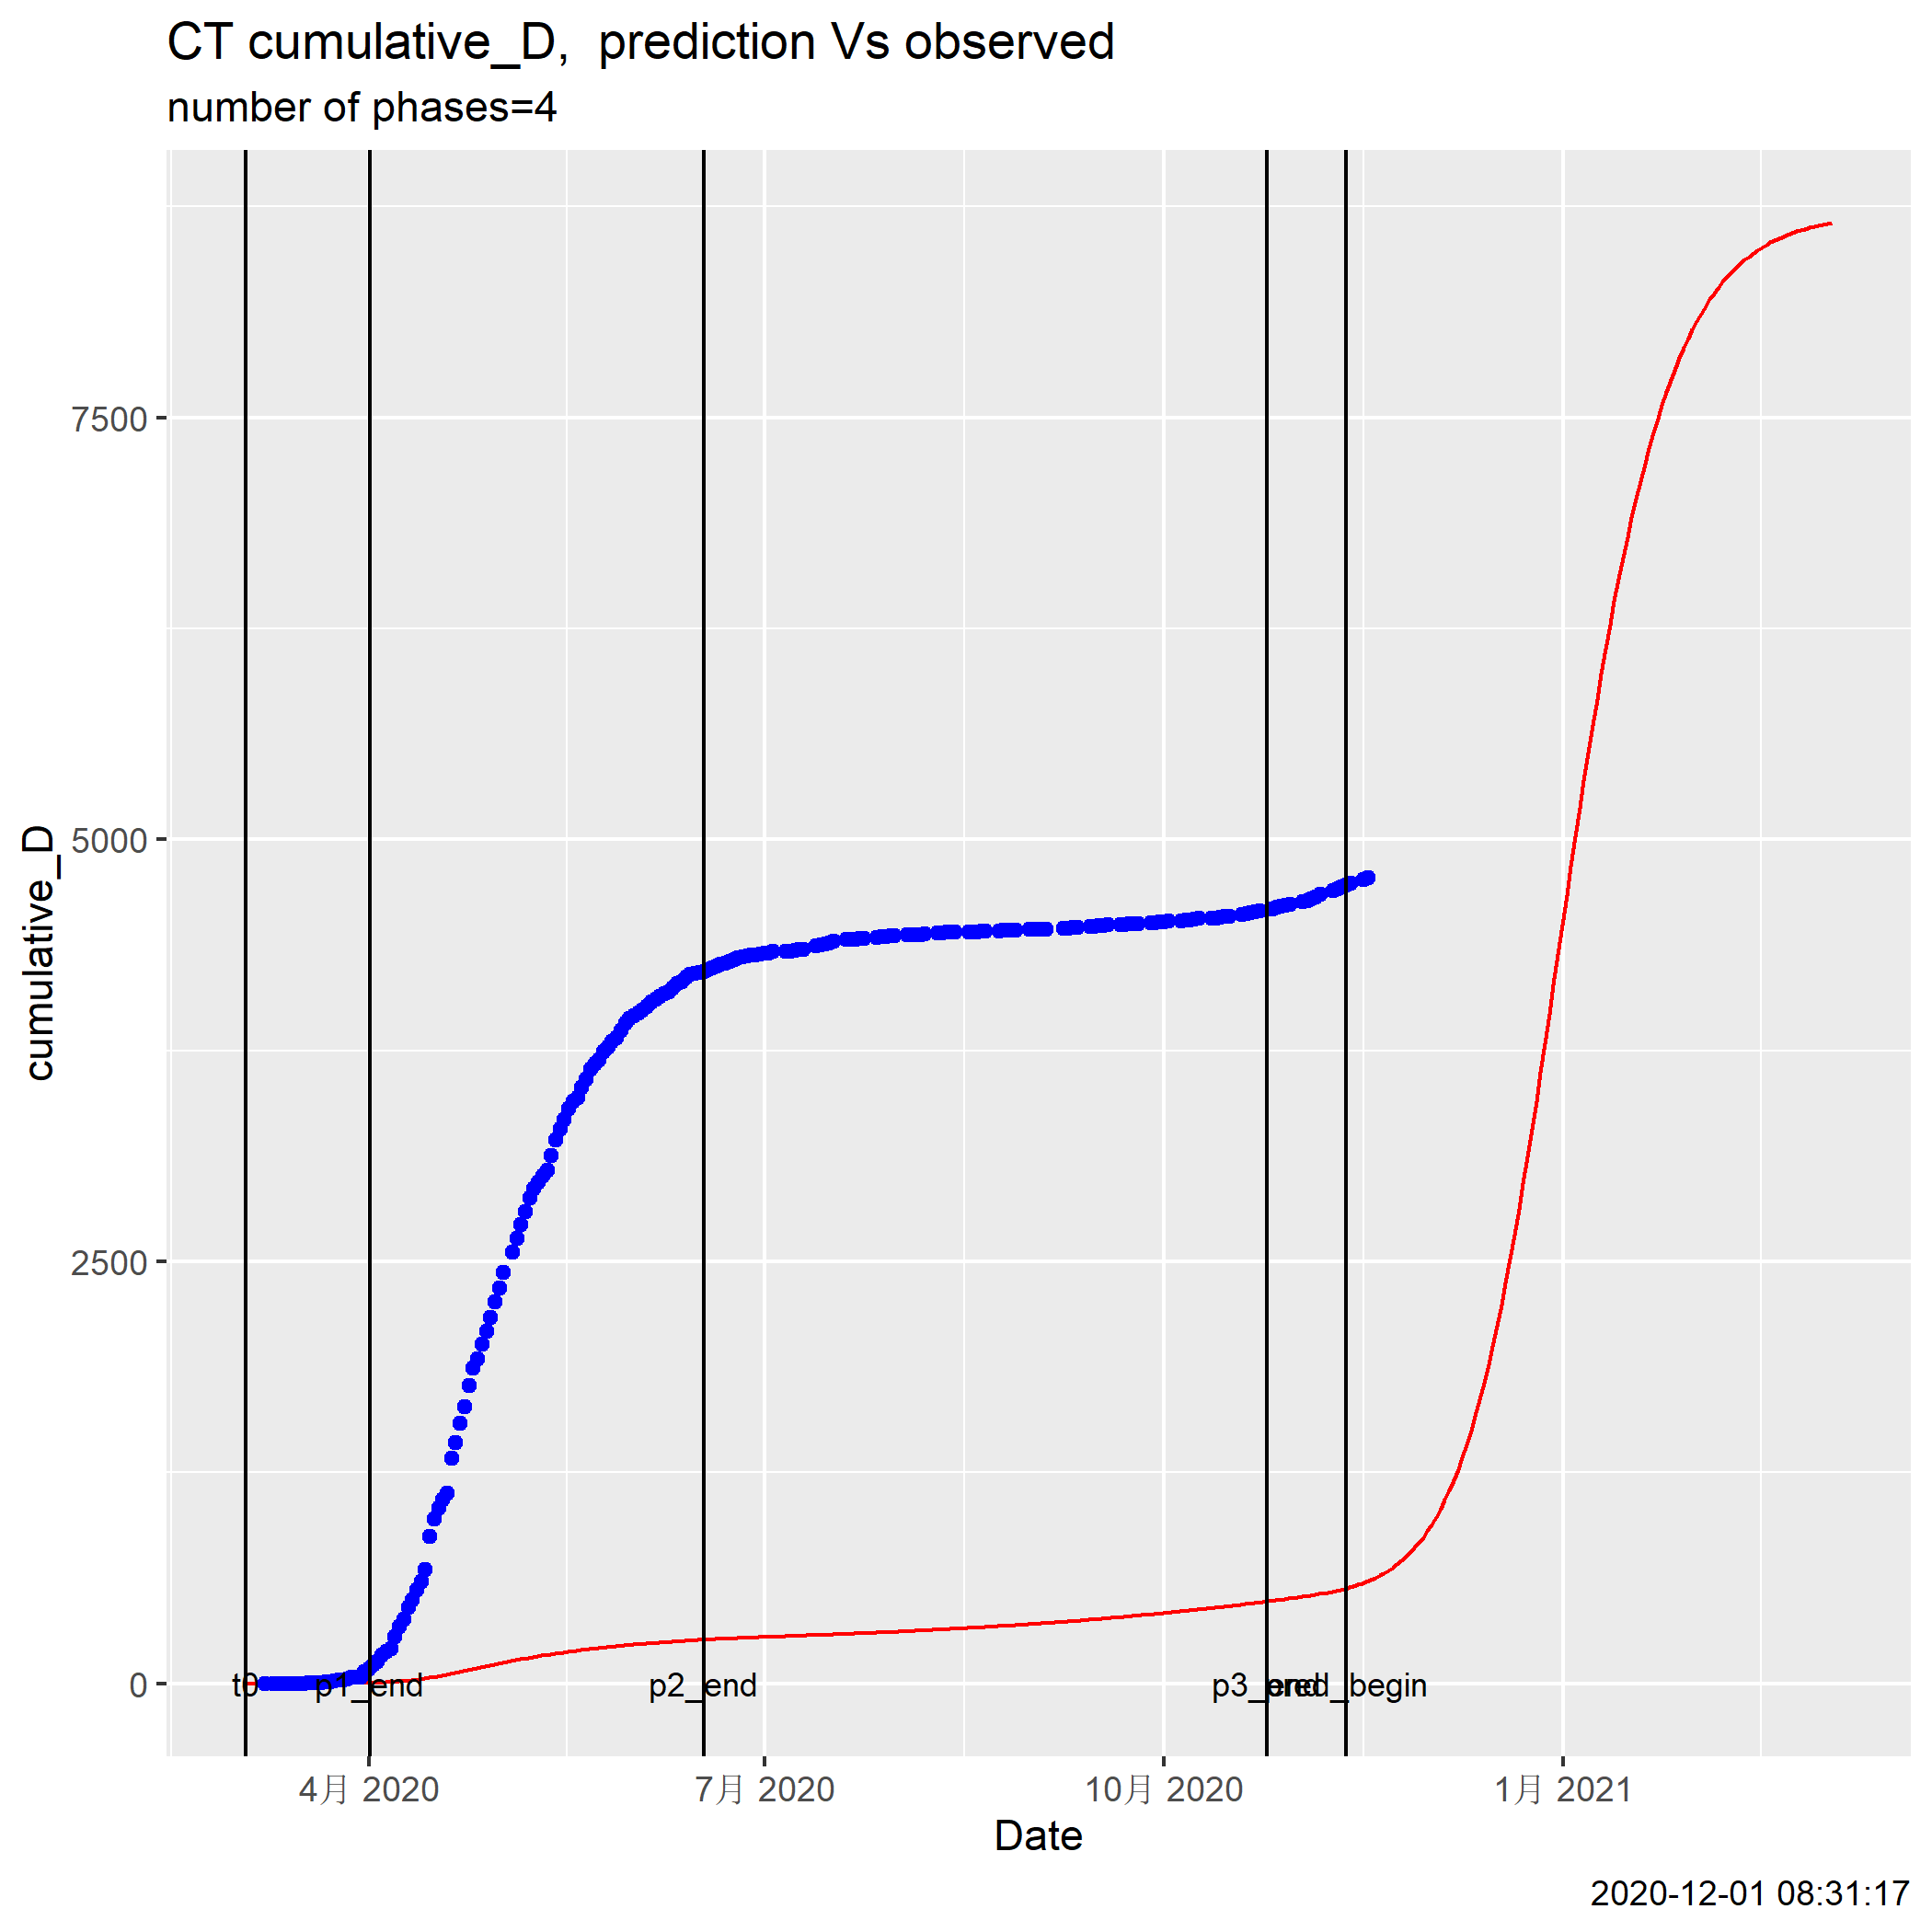 CT cumulative_D,  prediction Vs observed
number of phases=4
cumulative_D
7500
5000
2500
0
t0 p1_end p2_end p3_end pred_begin
4月 2020 7月 2020 10月 2020 1月 2021
Date
2020-12-01 08:31:17